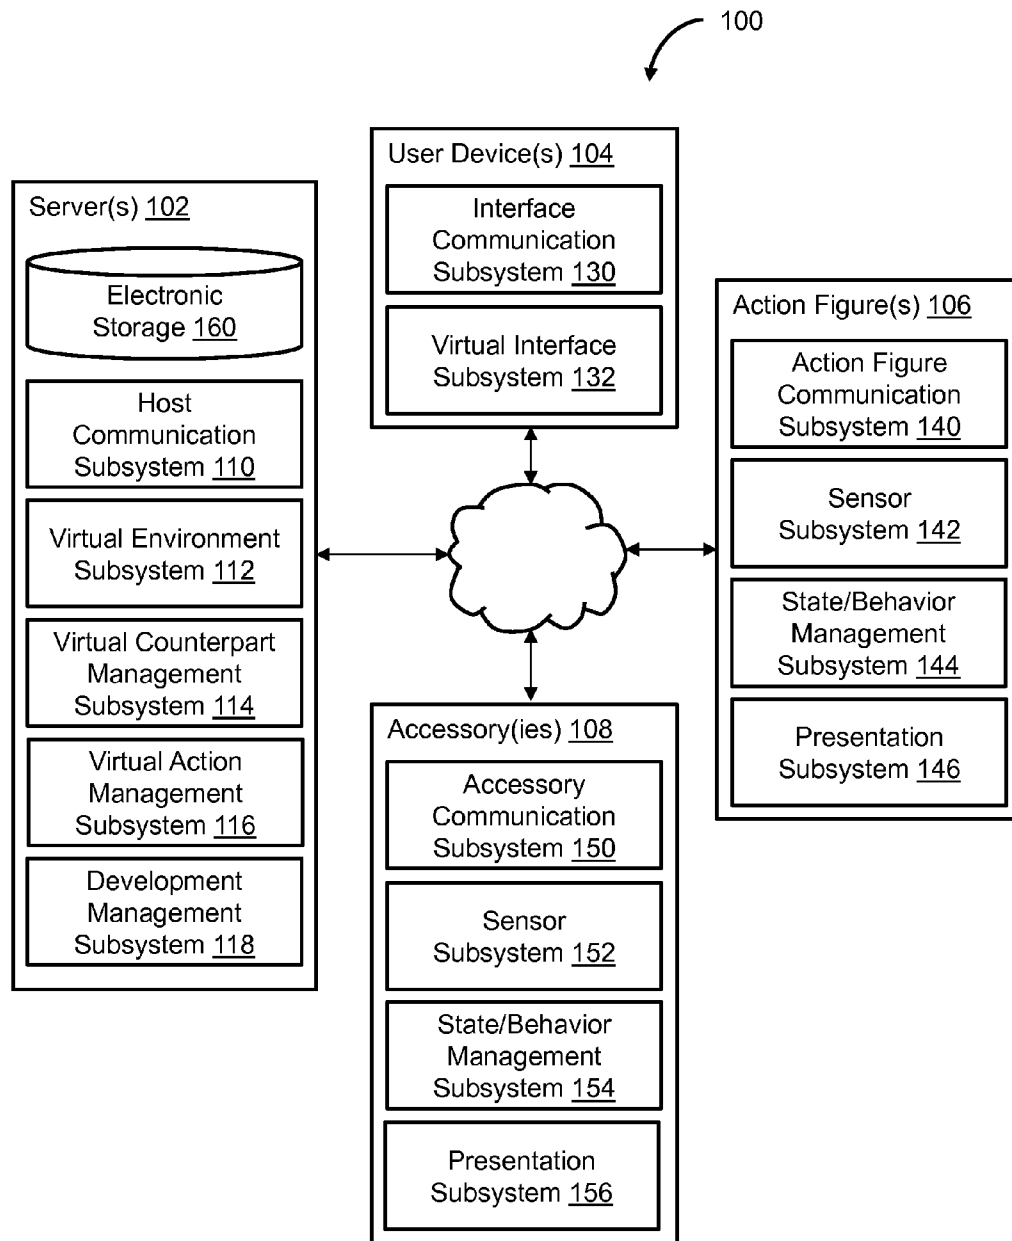 100
User Device(s) 104
Interface
Communication
Subsystem 130
Virtual Interface
Subsystem 132
Server(s) 102
Electronic
Storage 160
Host
Communication
Subsystem 110
Virtual Environment
Subsystem 112
Virtual Counterpart
Management
Subsystem 114
Virtual Action
Management
Subsystem 116
Development
Management
Subsystem 118
Action Figure(s) 106
Action Figure
Communication
Subsystem 140
Sensor
Subsystem 142
State/Behavior
Management
Subsystem 144
Presentation
Subsystem 146
Accessory(ies) 108
Accessory
Communication
Subsystem 150
Sensor
Subsystem 152
State/Behavior
Management
Subsystem 154
Presentation
Subsystem 156